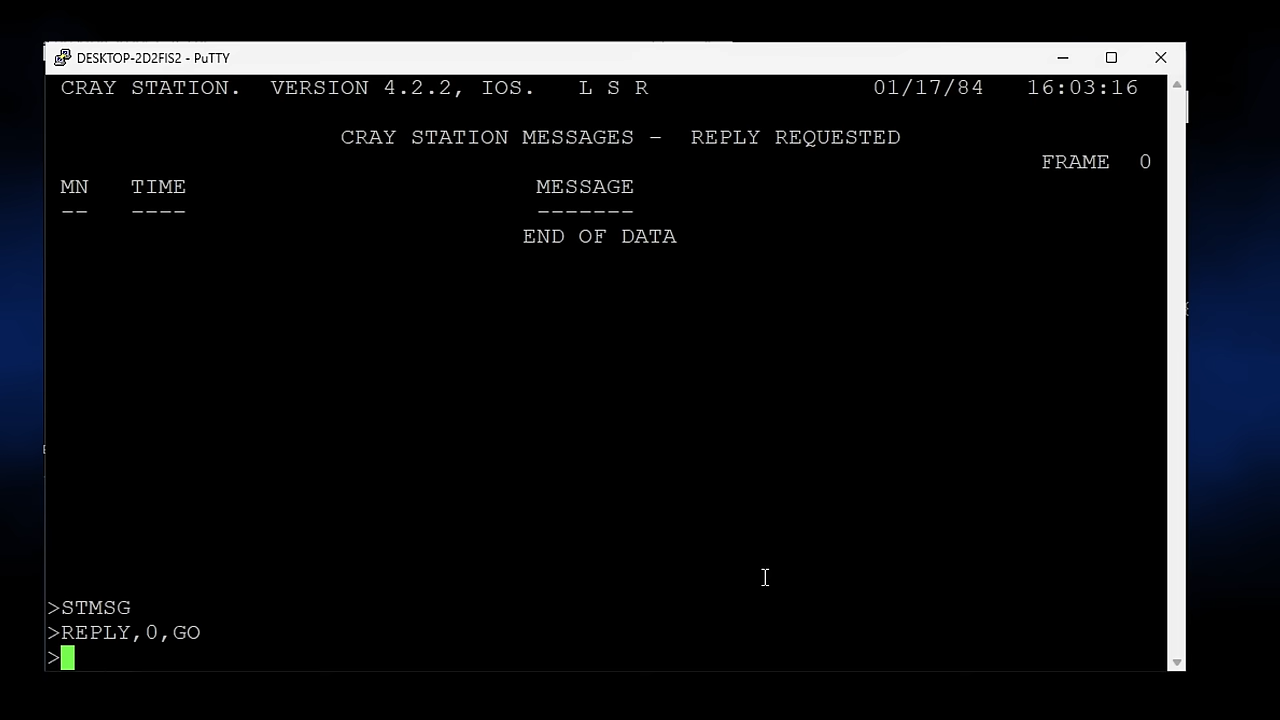 DESKTOP-2D2FIS2 - PuTTY
CRAY STATION.  VERSION 4.2.2, IOS.   L S R   01/17/84   16:03:16
CRAY STATION MESSAGES -  REPLY REQUESTED
FRAME  0
MN   TIME   MESSAGE
--   ----   -------
END OF DATA
>STMSG
>REPLY,0,GO
>